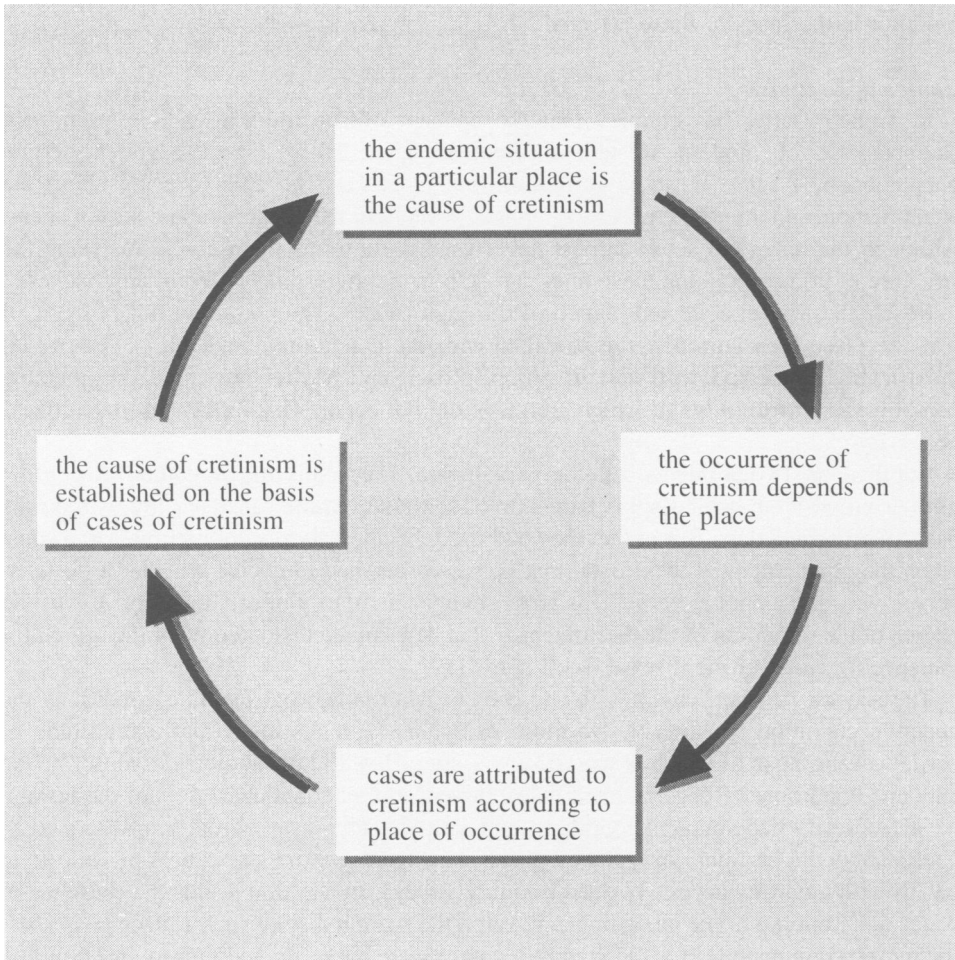 the endemic situation
in a particular place is
the cause of cretinism
the occurrence of
cretinism depends on
the place
cases are attributed to
cretinism according to
place of occurrence
the cause of cretinism is
established on the basis
of cases of cretinism